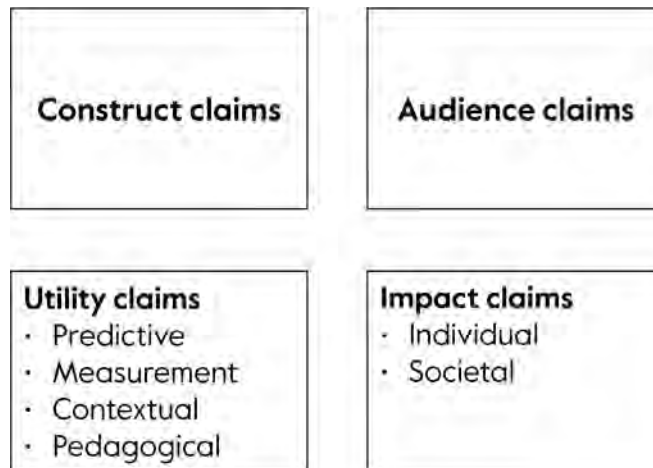 Construct claims
Audience claims
Utility claims
· Predictive
· Measurement
· Contextual
· Pedagogical
Impact claims
· Individual
· Societal